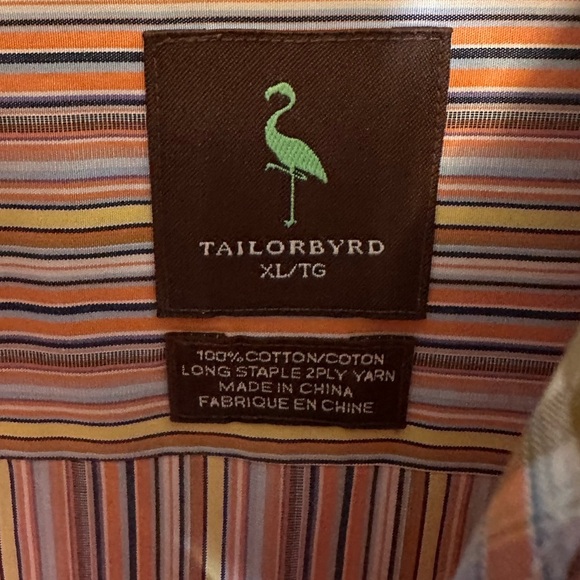 TAILORBYRD
XL/TG
100% COTTON/COTON
LONG STAPLE 2PLY YARN
MADE IN CHINA
FABRIQUE EN CHINE